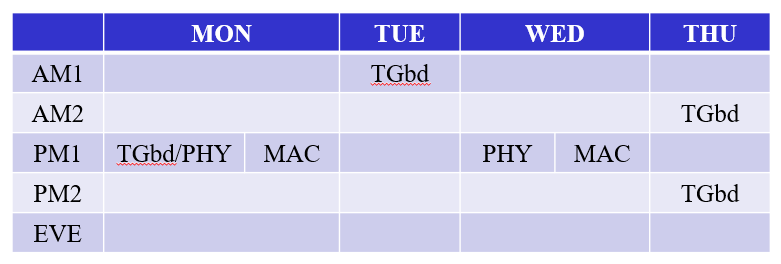 MON TUE WED THU
AM1 TGbd
AM2 TGbd
PM1 TGbd/PHY MAC PHY MAC
PM2 TGbd
EVE